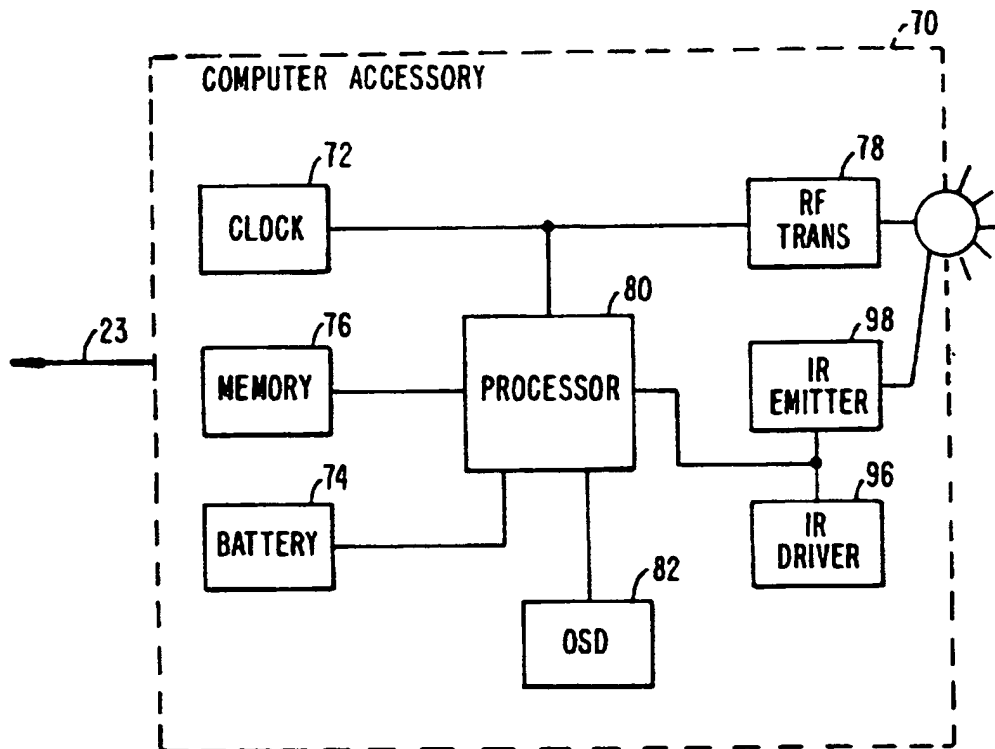 70
COMPUTER ACCESSORY
72
CLOCK
78
RF
TRANS
80
PROCESSOR
23
76
MEMORY
98
IR
EMITTER
74
BATTERY
96
IR
DRIVER
82
OSD